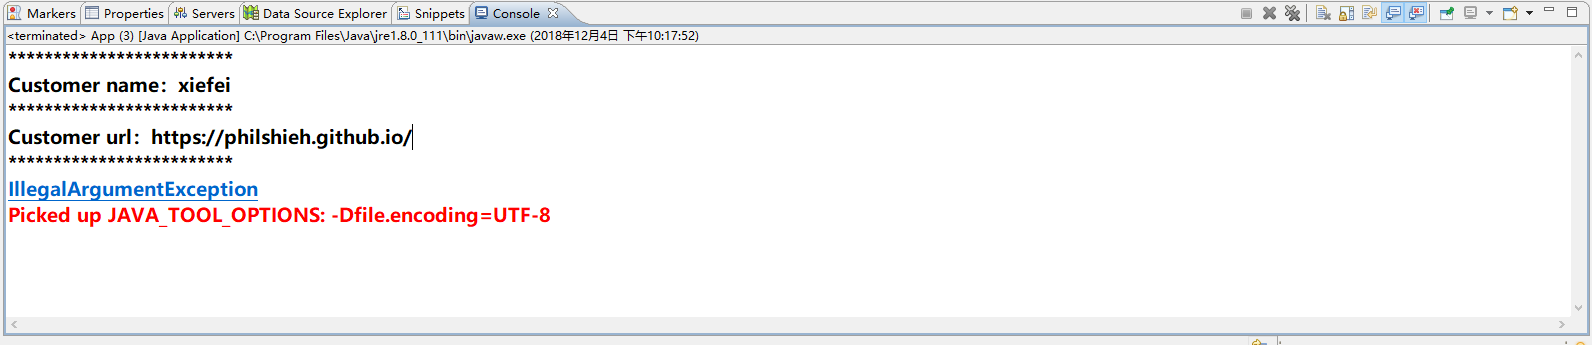 Markers Properties Servers Data Source Explorer Snippets Console
<terminated> App (3) [Java Application] C:\Program Files\Java\jre1.8.0_111\bin\javaw.exe (2018年12月4日 下午10:17:52)
*************************
Customer name：xiefei
*************************
Customer url：https://philshieh.github.io/
*************************
IllegalArgumentException
Picked up JAVA_TOOL_OPTIONS: -Dfile.encoding=UTF-8